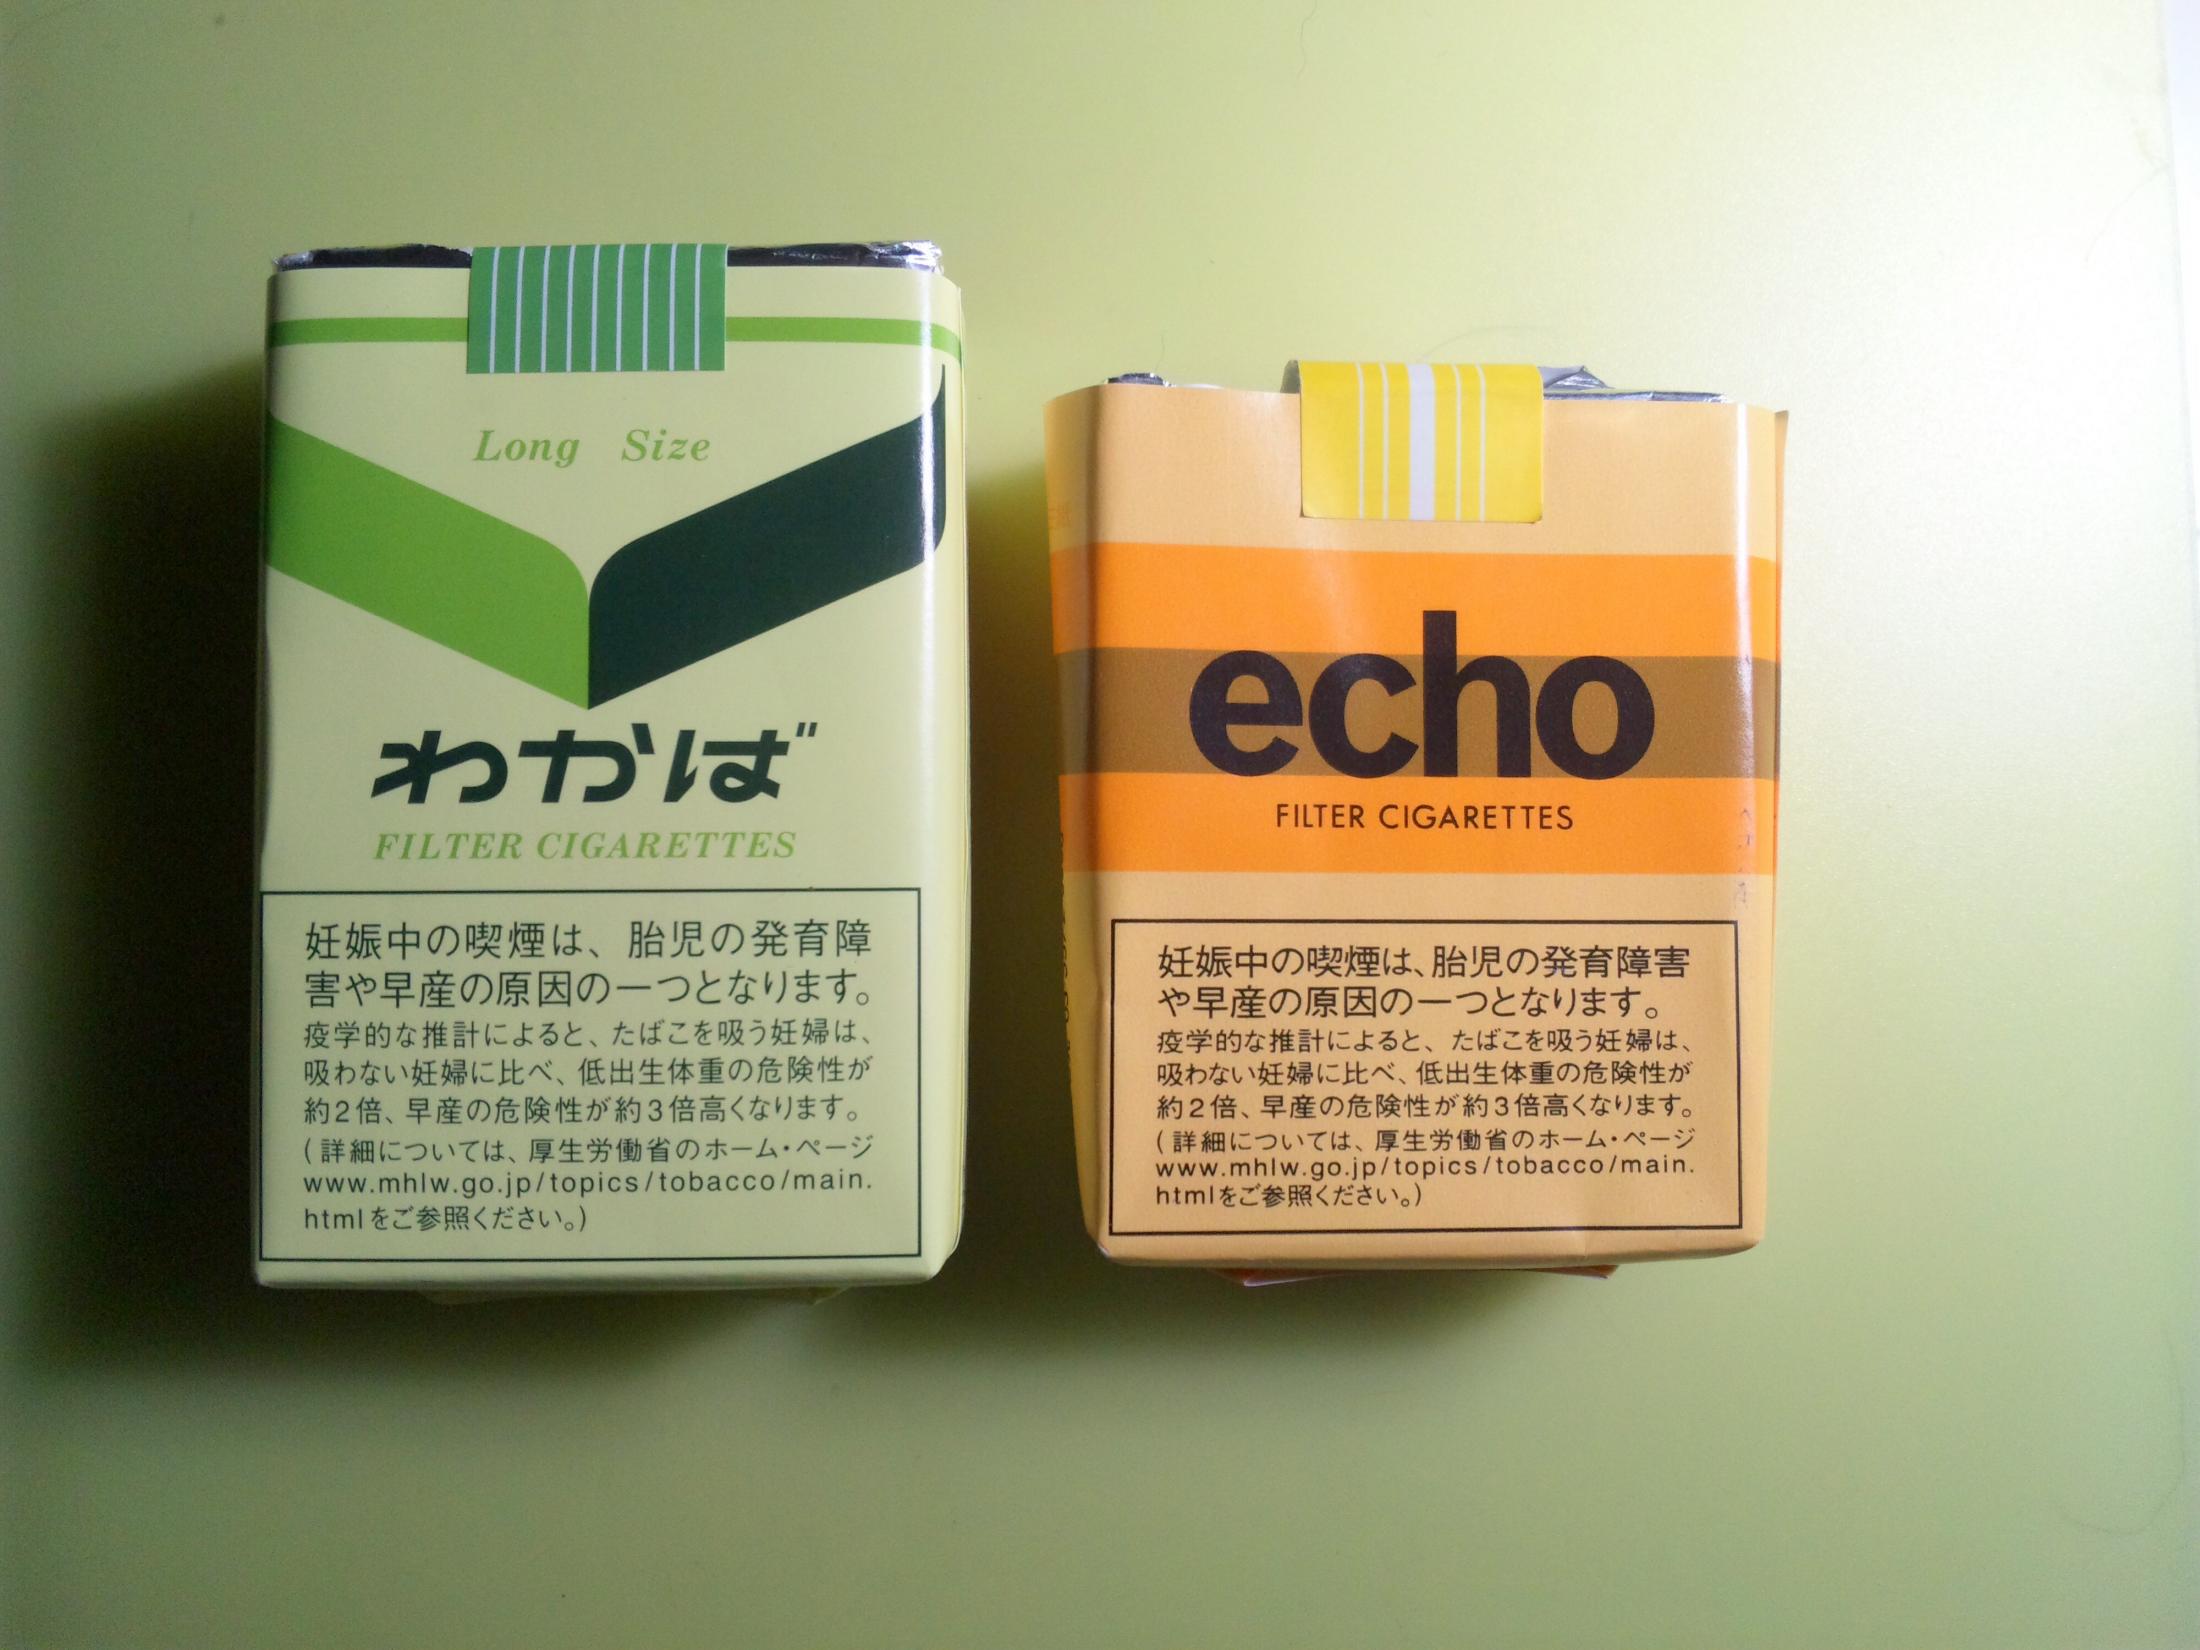 Long Size
わかば
FILTER CIGARETTES
妊娠中の喫煙は、胎児の発育障
害や早産の原因の一つとなります。
疫学的な推計によると、たばこを吸う妊婦は、
吸わない妊婦に比べ、低出生体重の危険性が
約2倍、早産の危険性が約3倍高くなります。
(詳細については、厚生労働省のホーム・ページ
www.mhlw.go.jp/topics/tobacco/main.
htmlをご参照ください。)
echo
FILTER CIGARETTES
妊娠中の喫煙は、胎児の発育障害
や早産の原因の一つとなります。
疫学的な推計によると、たばこを吸う妊婦は、
吸わない妊婦に比べ、低出生体重の危険性が
約2倍、早産の危険性が約3倍高くなります。
(詳細については、厚生労働省のホーム・ページ
www.mhlw.go.jp/topics/tobacco/main.
htmlをご参照ください。)